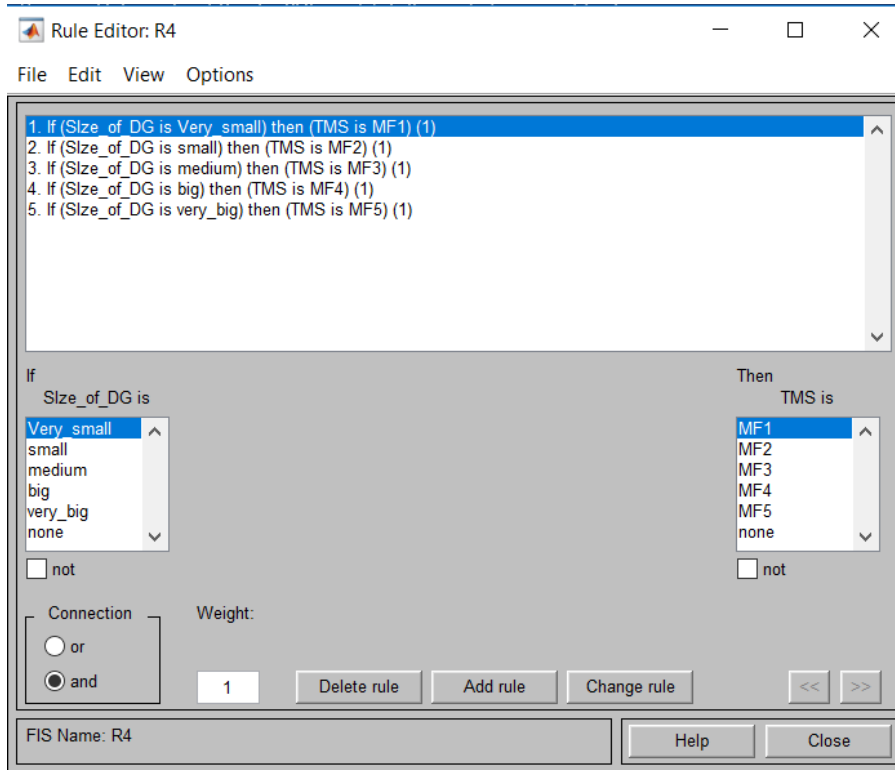 Rule Editor: R4
File Edit View Options
1. If (SIze_of_DG is Very_small) then (TMS is MF1) (1)
2. If (SIze_of_DG is small) then (TMS is MF2) (1)
3. If (SIze_of_DG is medium) then (TMS is MF3) (1)
4. If (SIze_of_DG is big) then (TMS is MF4) (1)
5. If (SIze_of_DG is very_big) then (TMS is MF5) (1)
If
SIze_of_DG is
Very_small
small
medium
big
very_big
none
not
Then
TMS is
MF1
MF2
MF3
MF4
MF5
none
not
Connection
or
and
Weight:
1
Delete rule
Add rule
Change rule
<<
>>
FIS Name: R4
Help
Close